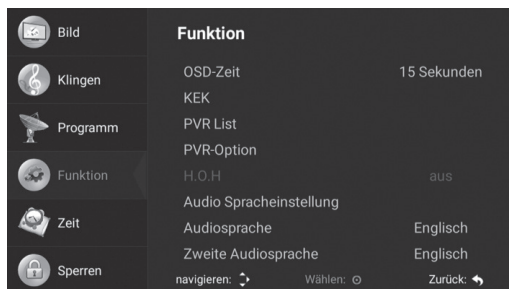 Bild
Klingen
Programm
Funktion
Zeit
Sperren
Funktion
OSD-Zeit 15 Sekunden
KEK
PVR List
PVR-Option
H.O.H aus
Audio Spracheinstellung
Audiosprache Englisch
Zweite Audiosprache Englisch
navigieren: Wählen: Zurück: